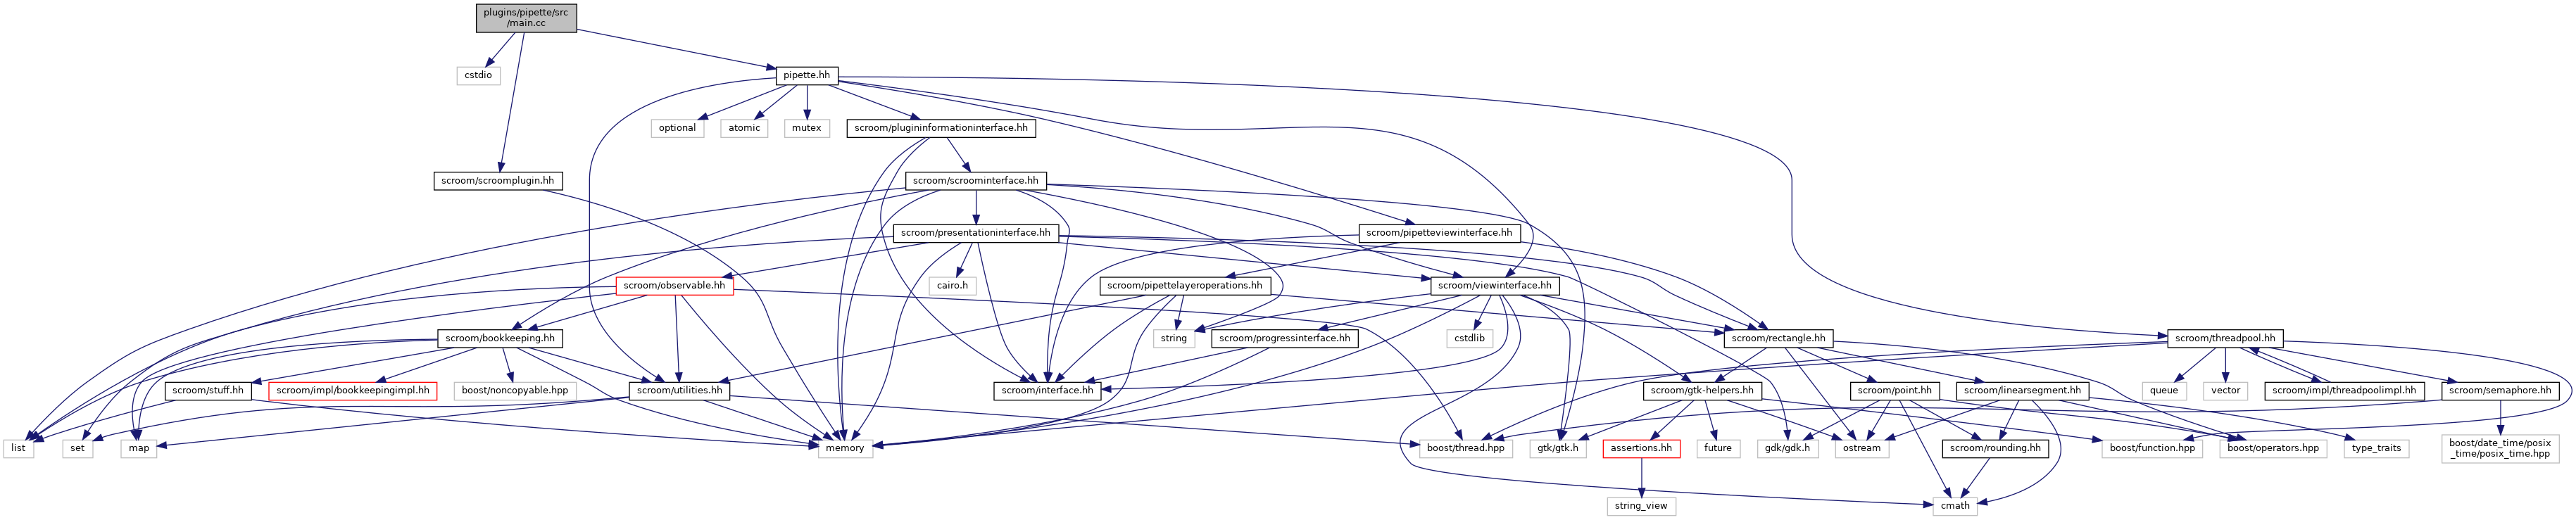 plugins/pipette/src
/main.cc
cstdio
pipette.hh
optional
atomic
mutex
scroom/plugininformationinterface.hh
scroom/scroomplugin.hh
scroom/scroominterface.hh
scroom/presentationinterface.hh
scroom/pipetteviewinterface.hh
scroom/observable.hh
cairo.h
scroom/pipettelayeroperations.hh
scroom/viewinterface.hh
scroom/bookkeeping.hh
string
scroom/progressinterface.hh
cstdlib
scroom/rectangle.hh
scroom/threadpool.hh
scroom/stuff.hh
scroom/impl/bookkeepingimpl.hh
boost/noncopyable.hpp
scroom/utilities.hh
scroom/interface.hh
scroom/gtk-helpers.hh
scroom/point.hh
scroom/linearsegment.hh
queue
vector
scroom/impl/threadpoolimpl.hh
scroom/semaphore.hh
list
set
map
memory
boost/thread.hpp
gtk/gtk.h
assertions.hh
future
gdk/gdk.h
ostream
scroom/rounding.hh
boost/function.hpp
boost/operators.hpp
type_traits
boost/date_time/posix
_time/posix_time.hpp
string_view
cmath